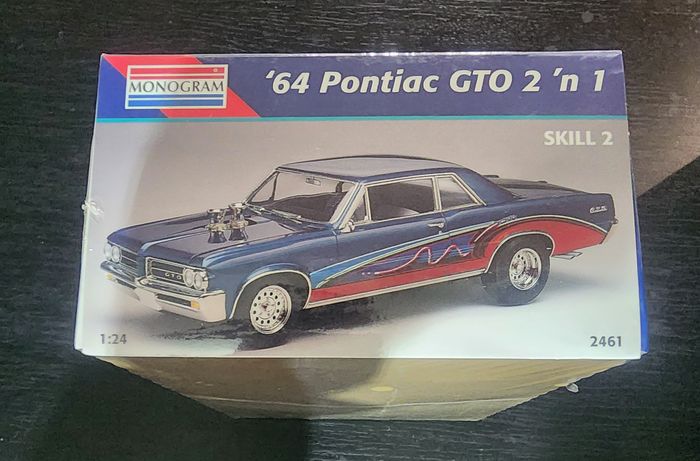 MONOGRAM
'64 Pontiac GTO 2 'n 1
SKILL 2
GTO
1:24
2461